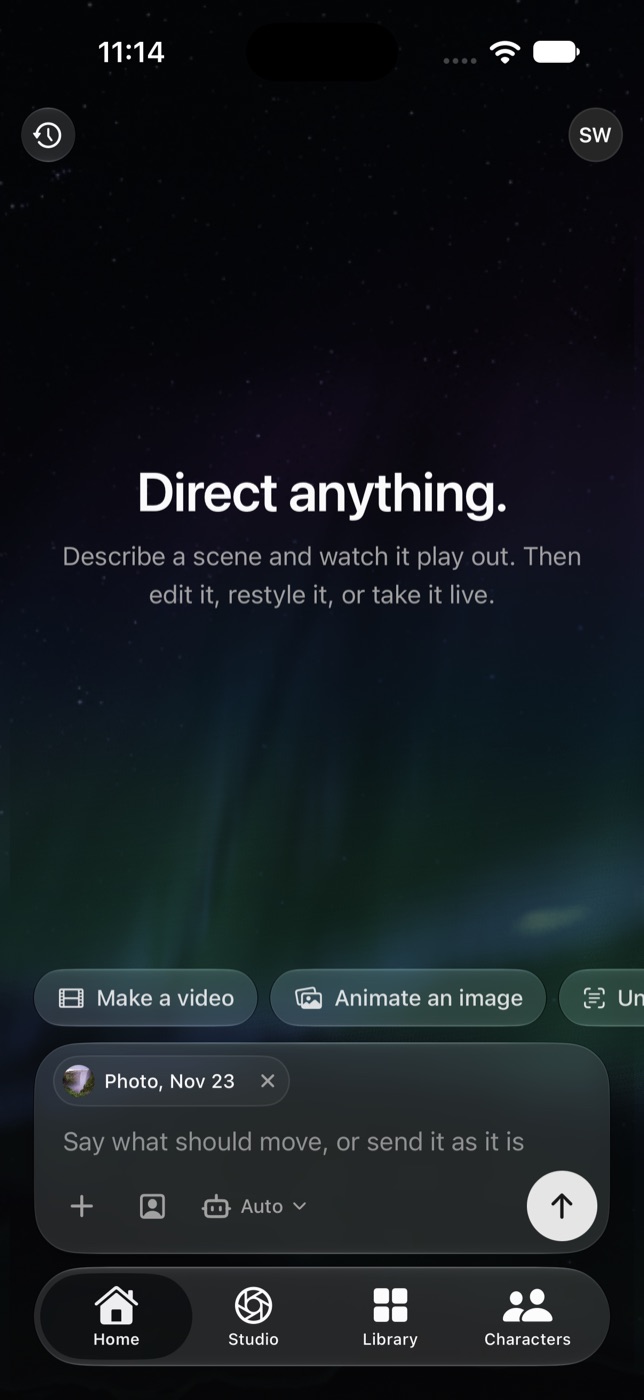 11:14
SW
Direct anything.
Describe a scene and watch it play out. Then
edit it, restyle it, or take it live.
Make a video
Animate an image
Photo, Nov 23
Say what should move, or send it as it is
Auto
Home
Studio
Library
Characters